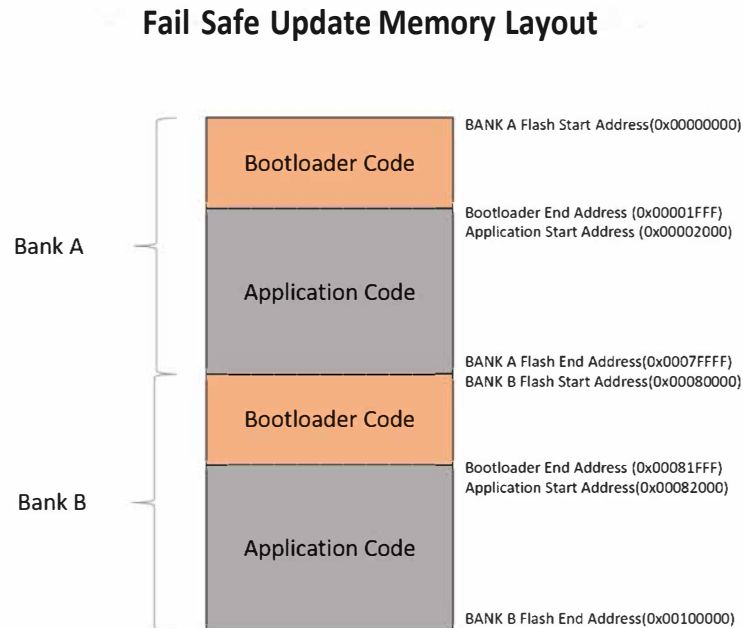 Fail Safe Update Memory Layout
BANK A Flash Start Address(0x00000000)
Bootloader Code
Bootloader End Address (0x00001FFF)
Application Start Address (0x00002000)
Bank A
Application Code
BANK A Flash End Address(0x0007FFFF)
BANK B Flash Start Address(0x00080000)
Bootloader Code
Bootloader End Address (0x00081FFF)
Application Start Address(0x00082000)
Bank B
Application Code
BANK B Flash End Address(0x00100000)